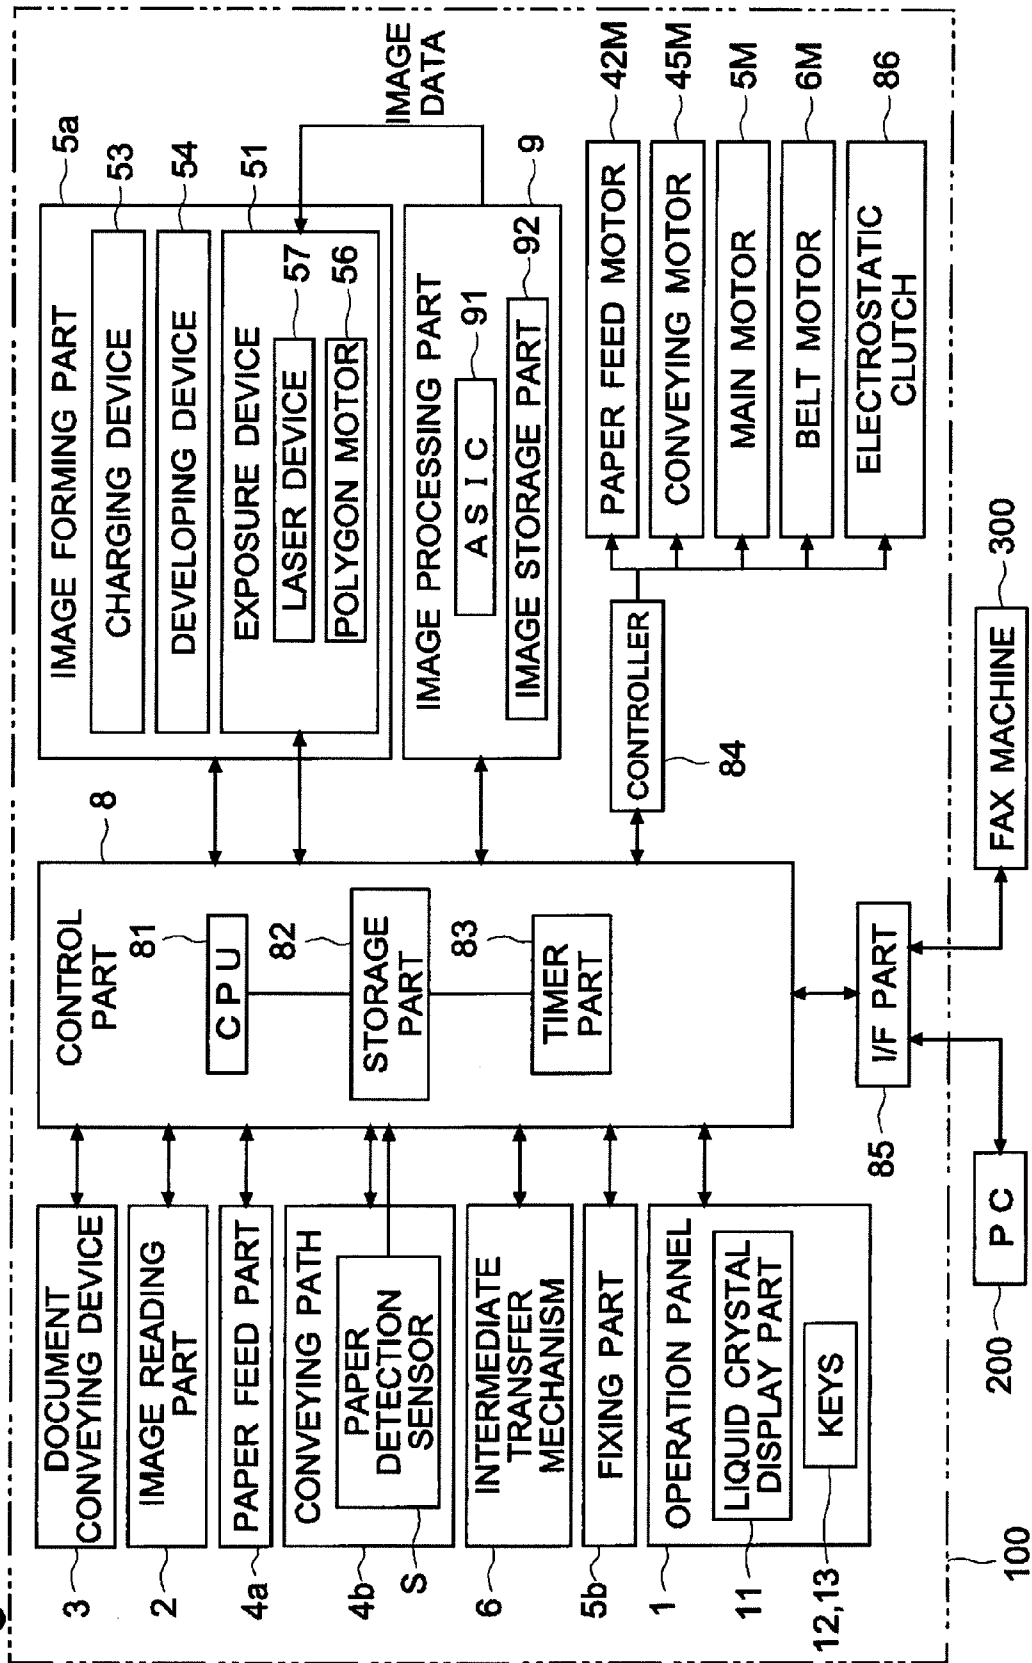 3
DOCUMENT
CONVEYING DEVICE
2
IMAGE READING
PART
4a
PAPER FEED PART
4b
CONVEYING PATH
S
PAPER
DETECTION
SENSOR
6
INTERMEDIATE
TRANSFER
MECHANISM
5b
FIXING PART
1
OPERATION PANEL
11
LIQUID CRYSTAL
DISPLAY PART
12,13
KEYS
8
CONTROL
PART
81
CPU
82
STORAGE
PART
83
TIMER
PART
5a
IMAGE FORMING PART
53
CHARGING DEVICE
54
DEVELOPING DEVICE
51
EXPOSURE DEVICE
57
LASER DEVICE
56
POLYGON MOTOR
IMAGE
DATA
9
IMAGE PROCESSING PART
91
ASIC
92
IMAGE STORAGE PART
CONTROLLER
84
PAPER FEED MOTOR
42M
CONVEYING MOTOR
45M
MAIN MOTOR
5M
BELT MOTOR
6M
ELECTROSTATIC
CLUTCH
86
85
I/F PART
200
PC
FAX MACHINE
300
100